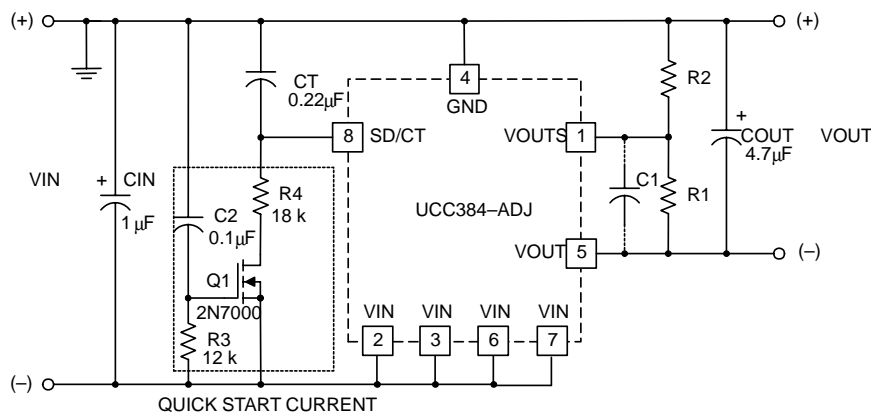 (+)
(+)
4
GND
CT
0.22µF
R2
8
SD/CT
VOUTS
1
+
COUT
4.7µF
VOUT
VIN
+
CIN
1 µF
R4
18 k
C2
0.1µF
C1
R1
UCC384–ADJ
VOUT
5
(–)
Q1
2N7000
VIN
VIN
VIN
VIN
R3
12 k
2
3
6
7
(–)
QUICK START CURRENT